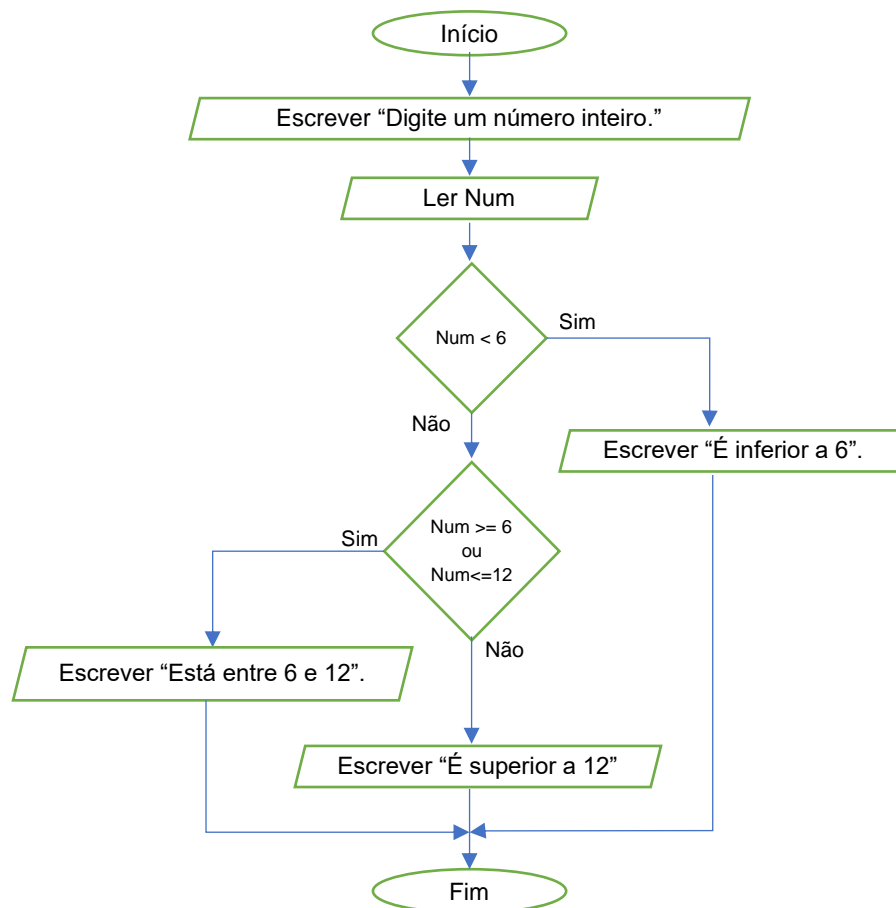 Início
Escrever “Digite um número inteiro.”
Ler Num
Num < 6
Sim
Não
Escrever “É inferior a 6”.
Num >= 6
ou
Num<=12
Sim
Não
Escrever “Está entre 6 e 12”.
Escrever “É superior a 12”
Fim